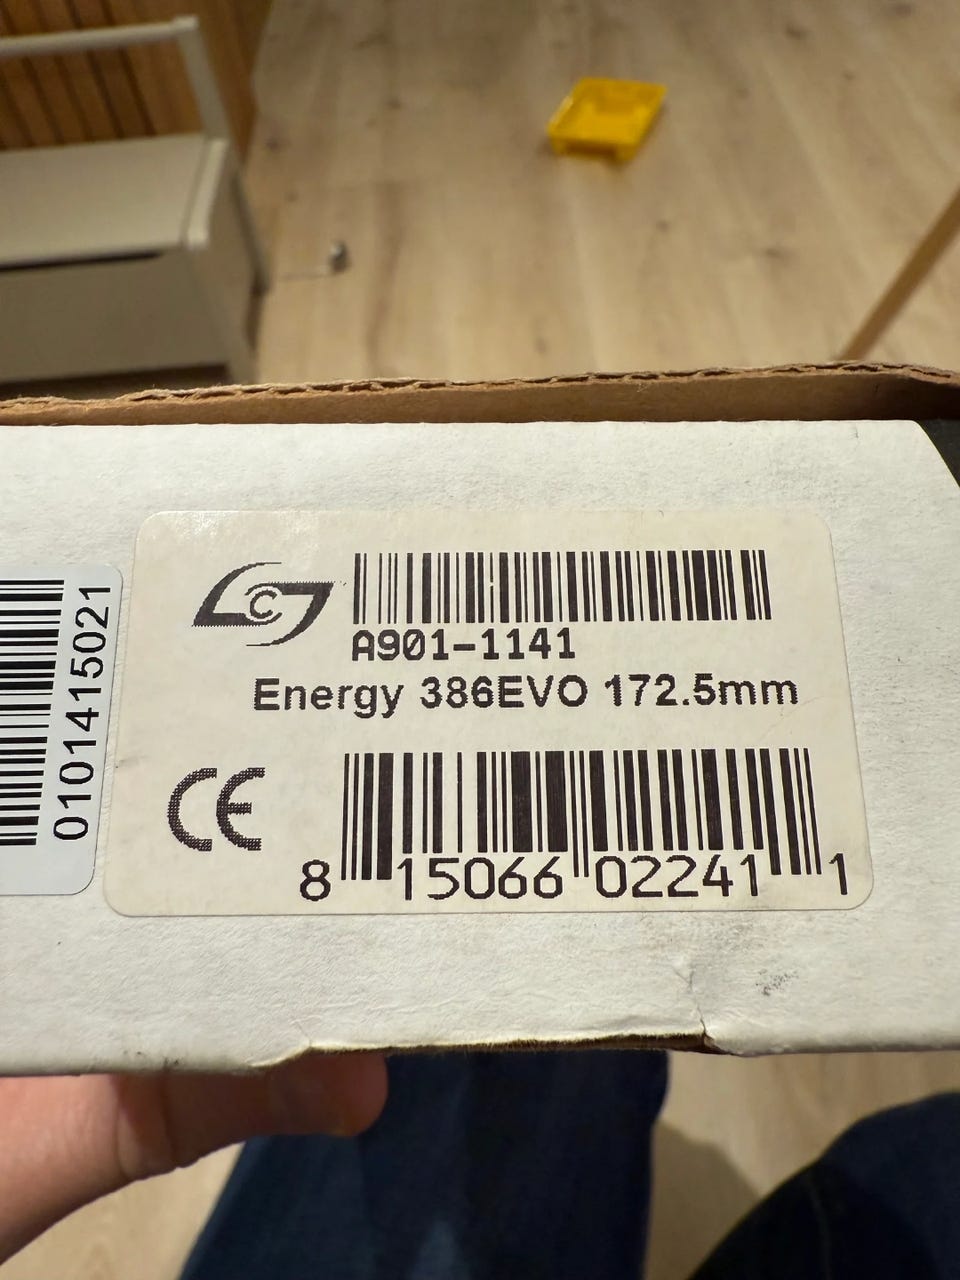 A901-1141
Energy 386EVO 172.5mm
CE
8 15066 02241 1
0101415021